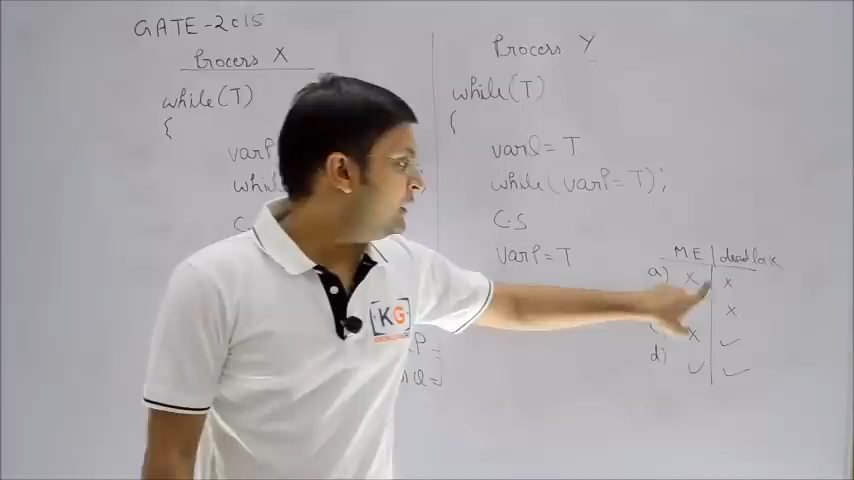 GATE-2015
Process X
while(T)
{
varP
whil
C
Process Y
while(T)
{
varQ = T
while(varP = T);
C.S
varP = T
ME deadlock
a) X X
X
X ✓
d) ✓ ✓
P =
Q =
KG